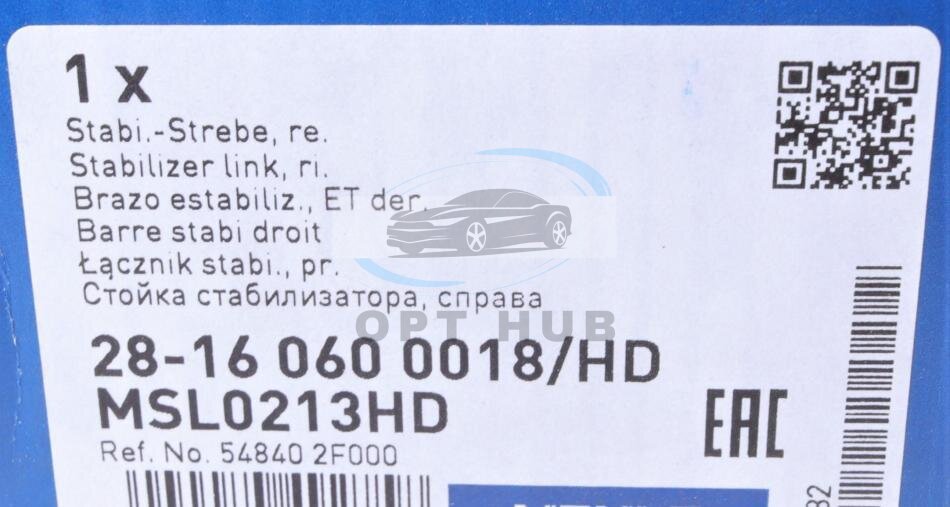 1 x
Stabi.-Strebe, re.
Stabilizer link, ri.
Brazo estabiliz., ET der.
Barre stabi droit
Łącznik stabi., pr.
Стойка стабилизатора, справа
OPT HUB
28-16 060 0018/HD
MSL0213HD
Ref. No. 54840 2F000
EAC